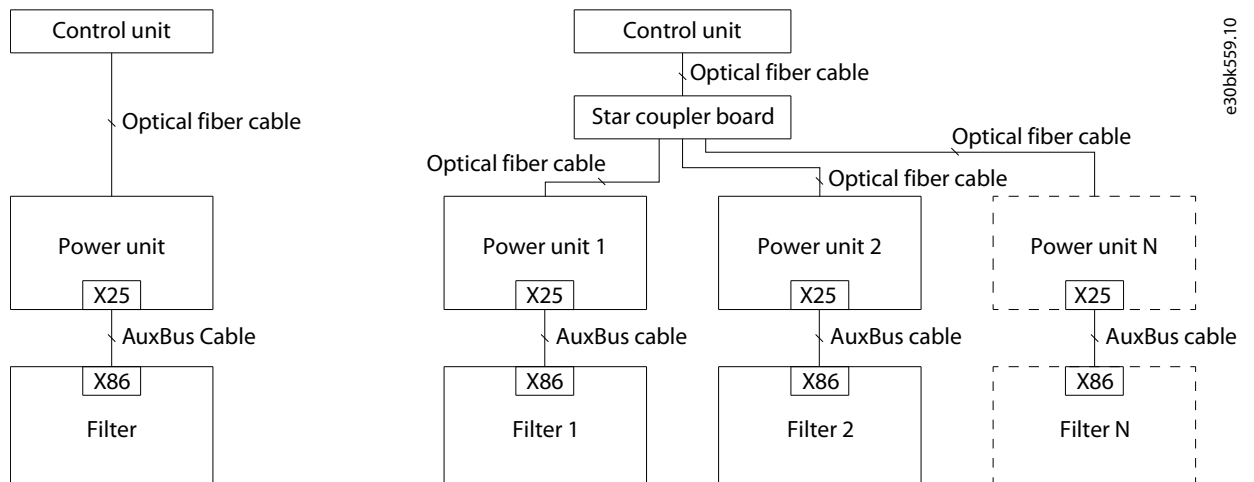 Control unit
Optical fiber cable
Power unit
X25
AuxBus Cable
X86
Filter
Control unit
Optical fiber cable
Star coupler board
Optical fiber cable
Optical fiber cable
Optical fiber cable
Power unit 1
Power unit 2
Power unit N
X25
X25
X25
AuxBus cable
AuxBus cable
AuxBus cable
X86
X86
X86
Filter 1
Filter 2
Filter N
e30bk559.10